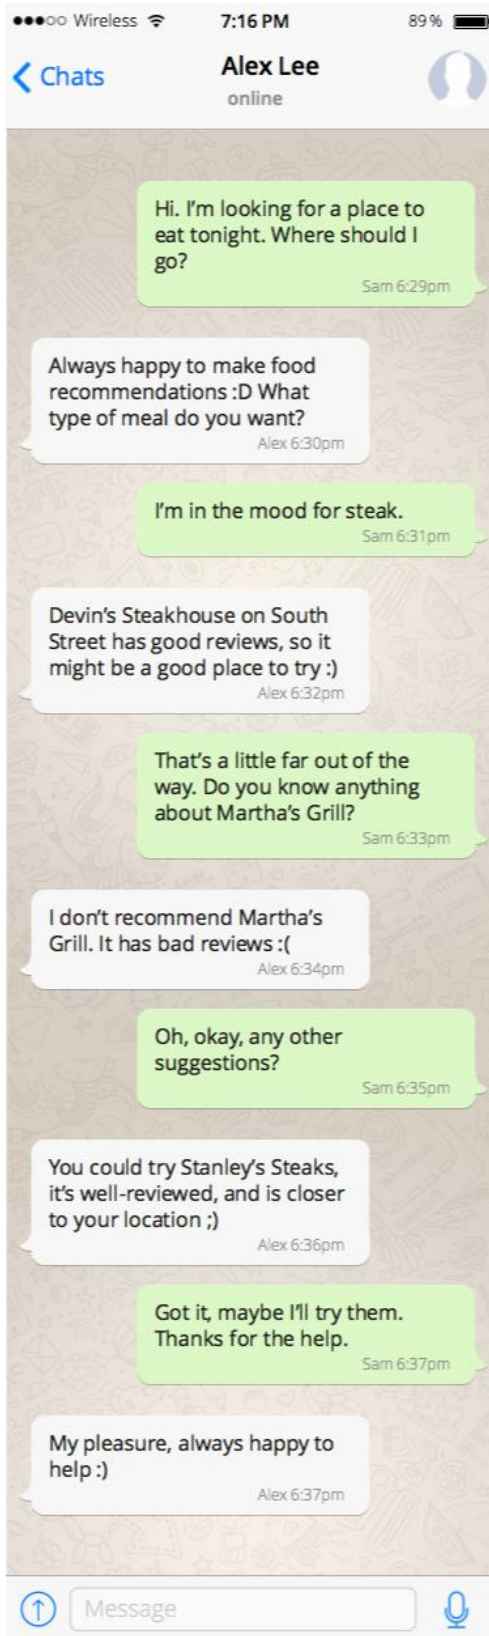 Wireless 7:16 PM 89%
Chats Alex Lee
online
Hi. I'm looking for a place to
eat tonight. Where should I
go?
Sam 6:29pm
Always happy to make food
recommendations :D What
type of meal do you want?
Alex 6:30pm
I'm in the mood for steak.
Sam 6:31pm
Devin's Steakhouse on South
Street has good reviews, so it
might be a good place to try :)
Alex 6:32pm
That's a little far out of the
way. Do you know anything
about Martha's Grill?
Sam 6:33pm
I don't recommend Martha's
Grill. It has bad reviews :(
Alex 6:34pm
Oh, okay, any other
suggestions?
Sam 6:35pm
You could try Stanley's Steaks,
it's well-reviewed, and is closer
to your location ;)
Alex 6:36pm
Got it, maybe I'll try them.
Thanks for the help.
Sam 6:37pm
My pleasure, always happy to
help :)
Alex 6:37pm
Message